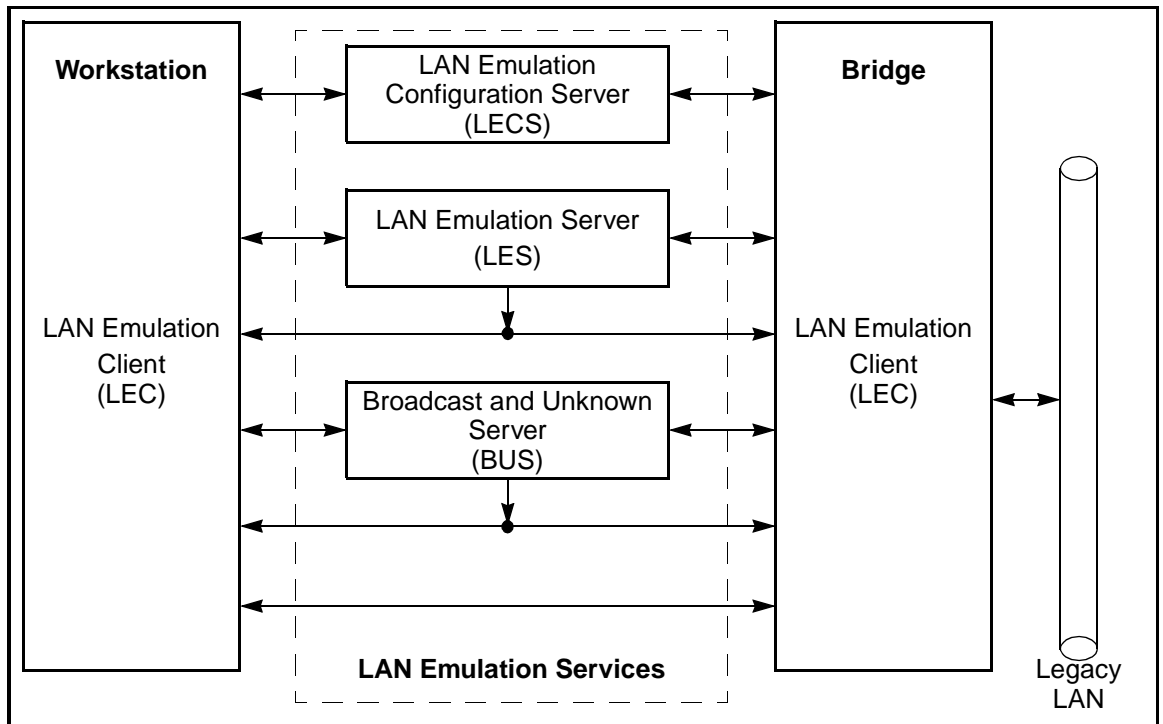 Workstation
LAN Emulation
Client
(LEC)
LAN Emulation
Configuration Server
(LECS)
LAN Emulation Server
(LES)
Broadcast and Unknown
Server
(BUS)
LAN Emulation Services
Bridge
LAN Emulation
Client
(LEC)
Legacy
LAN